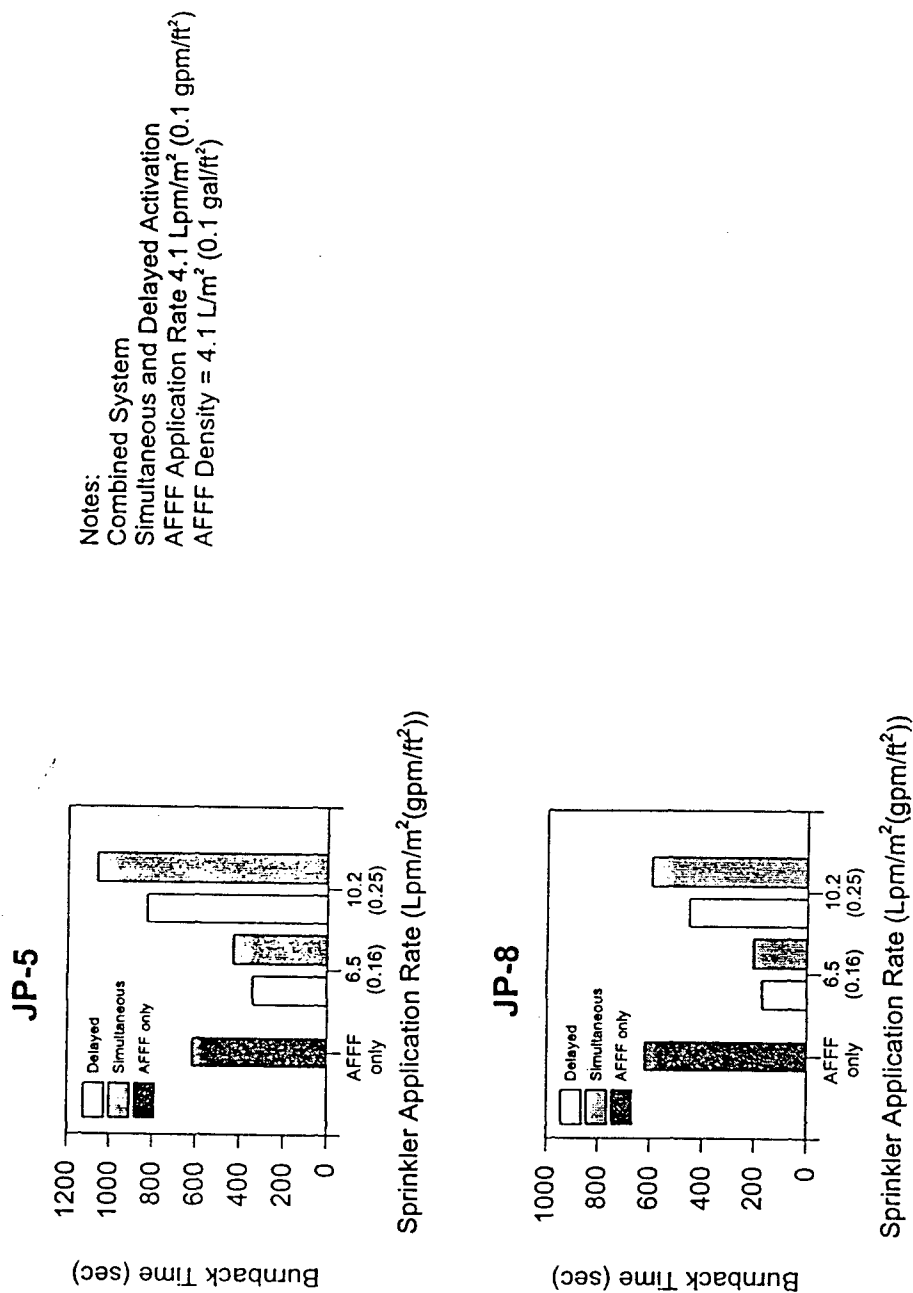 JP-5
Burnback Time (sec)
1200
1000
800
600
400
200
0
Delayed
Simultaneous
AFFF only
AFFF
only
6.5
(0.16)
10.2
(0.25)
Sprinkler Application Rate (Lpm/m²(gpm/ft²))
Notes:
Combined System
Simultaneous and Delayed Activation
AFFF Application Rate 4.1 Lpm/m² (0.1 gpm/ft²)
AFFF Density = 4.1 L/m² (0.1 gal/ft²)
JP-8
Burnback Time (sec)
1000
800
600
400
200
0
Delayed
Simultaneous
AFFF only
AFFF
only
6.5
(0.16)
10.2
(0.25)
Sprinkler Application Rate (Lpm/m²(gpm/ft²))